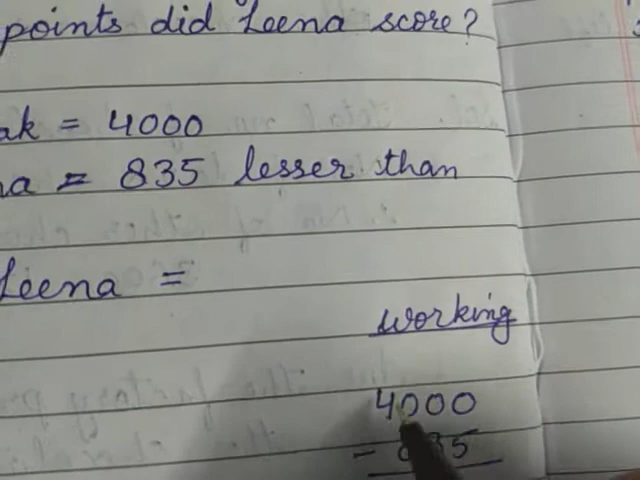 points did Leena score?
ak = 4000
na = 835 lesser than
Leena =
working
4000
- 835